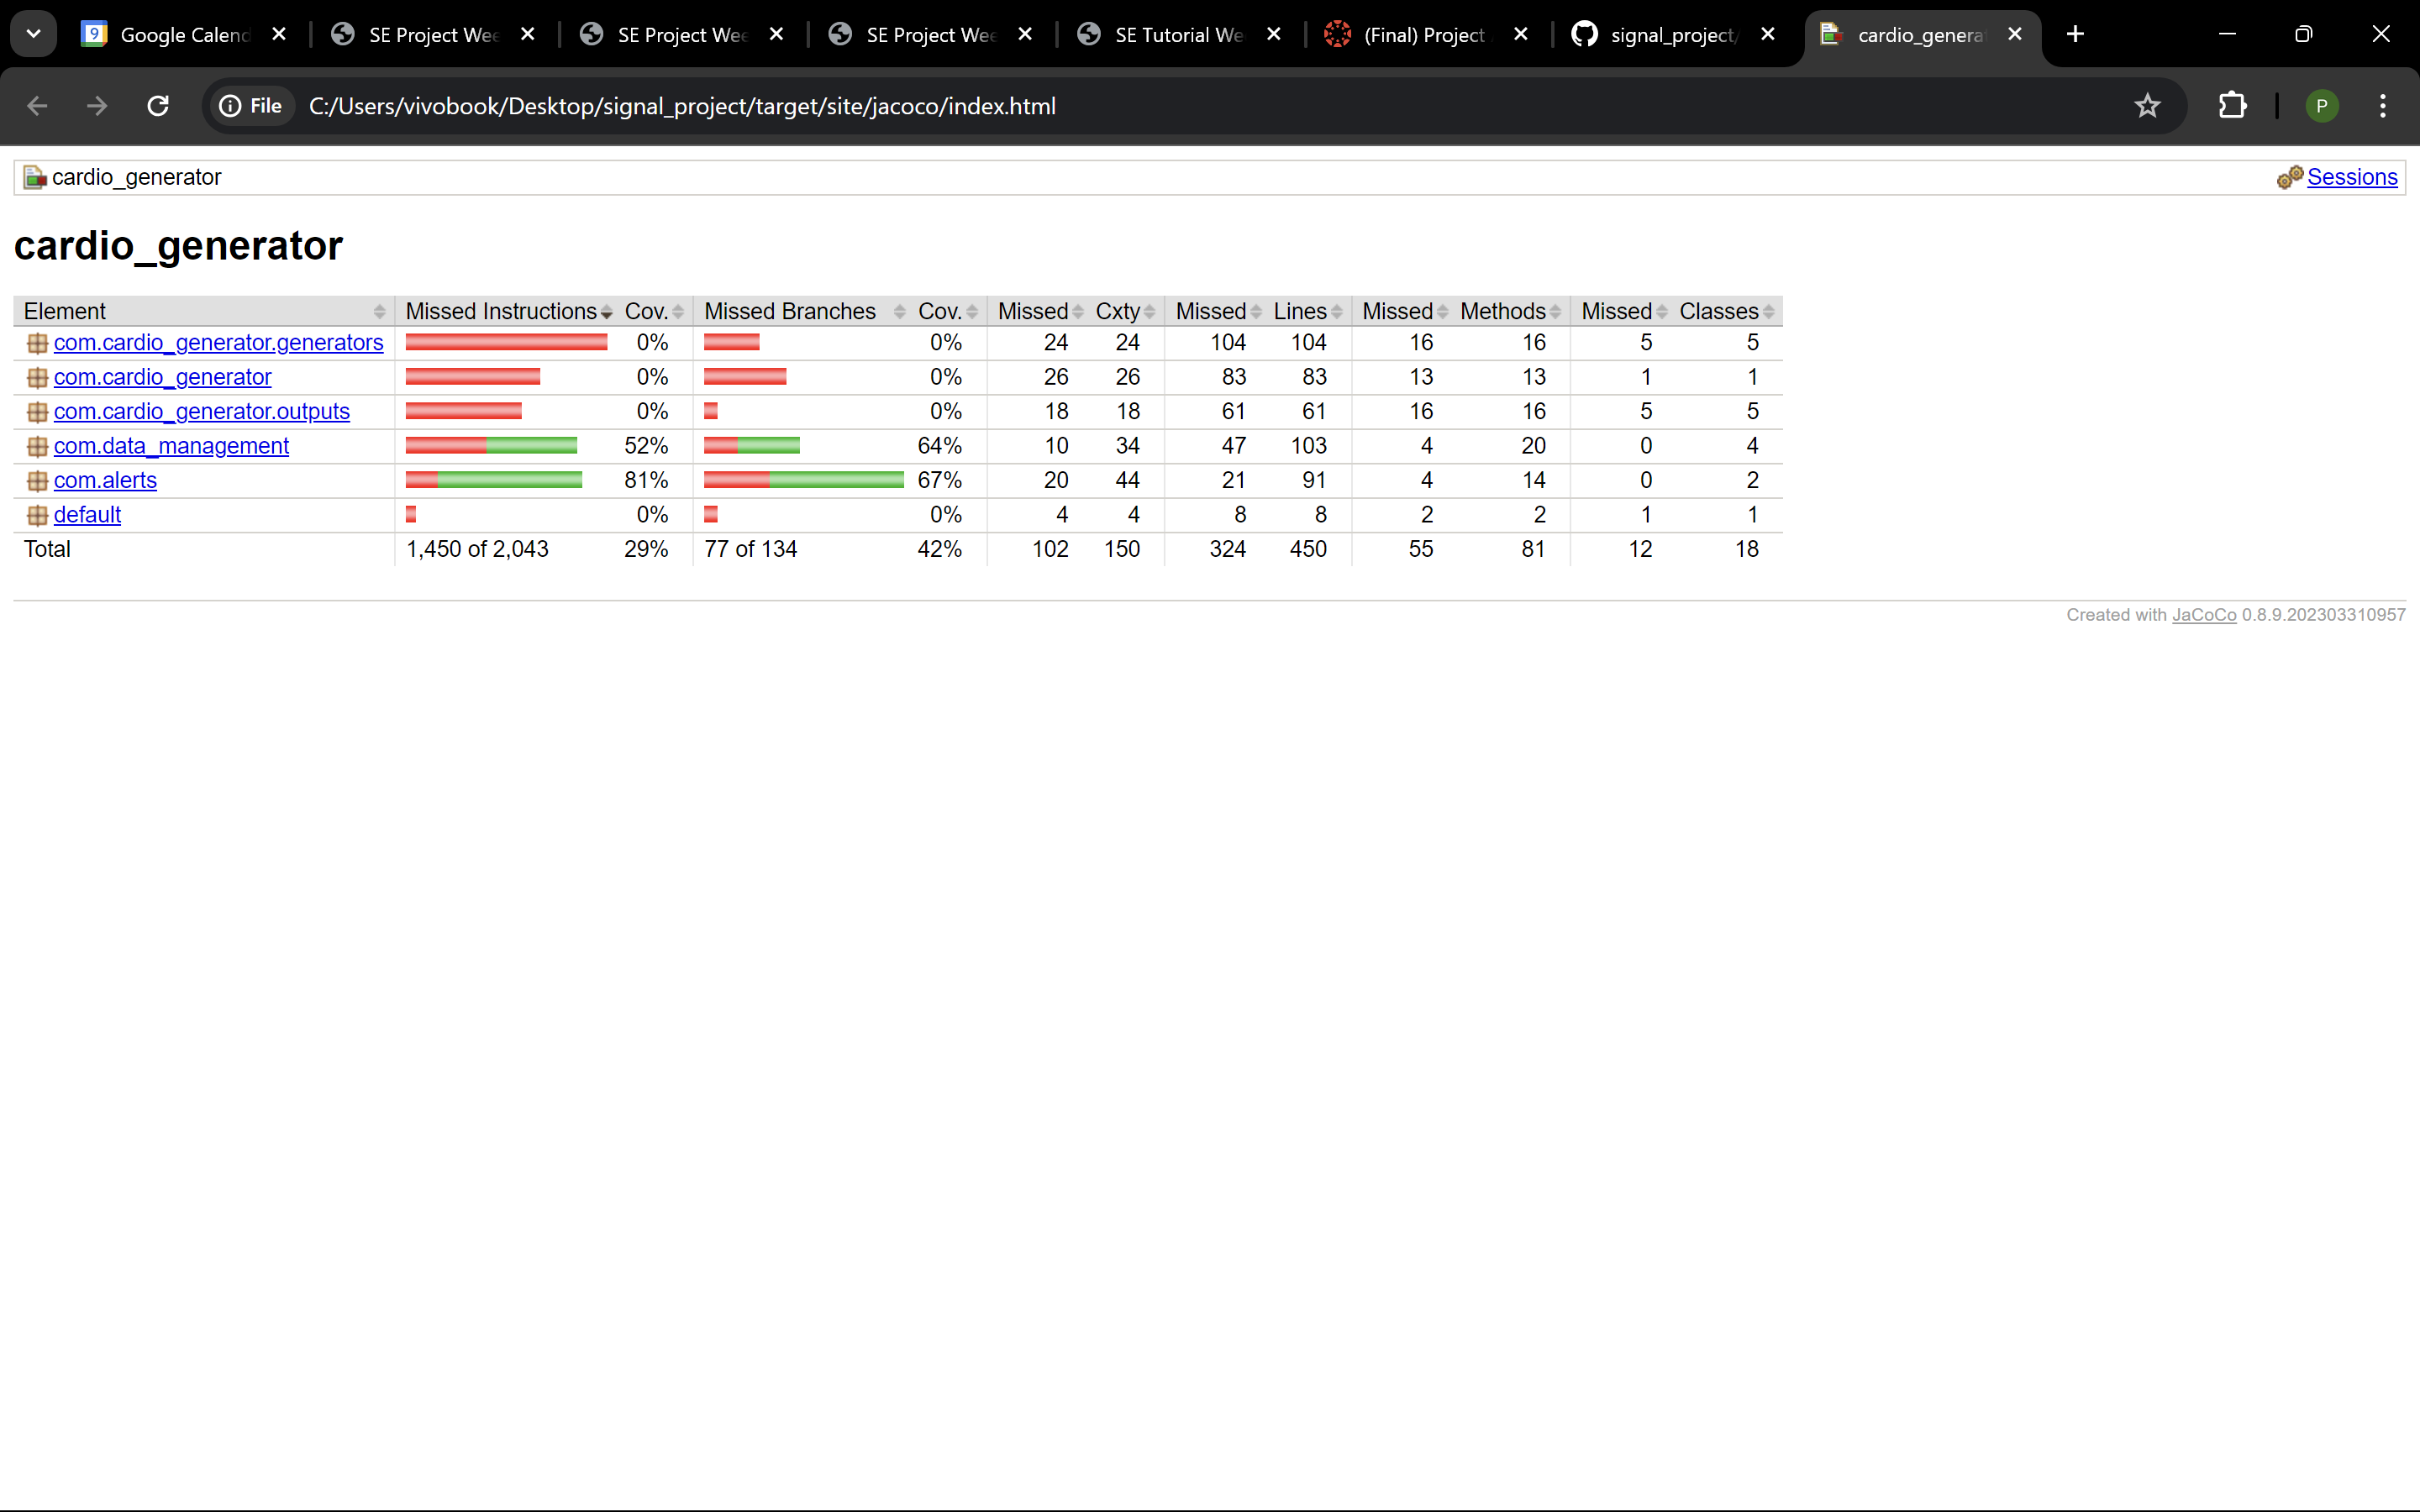 9 Google Calend SE Project Wee SE Project Wee SE Project Wee SE Tutorial We (Final) Project signal_project/ cardio_genera
File C:/Users/vivobook/Desktop/signal_project/target/site/jacoco/index.html P
cardio_generator Sessions
cardio_generator
Element Missed Instructions Cov. Missed Branches Cov. Missed Cxty Missed Lines Missed Methods Missed Classes
com.cardio_generator.generators 0% 0% 24 24 104 104 16 16 5 5
com.cardio_generator 0% 0% 26 26 83 83 13 13 1 1
com.cardio_generator.outputs 0% 0% 18 18 61 61 16 16 5 5
com.data_management 52% 64% 10 34 47 103 4 20 0 4
com.alerts 81% 67% 20 44 21 91 4 14 0 2
default 0% 0% 4 4 8 8 2 2 1 1
Total 1,450 of 2,043 29% 77 of 134 42% 102 150 324 450 55 81 12 18
Created with JaCoCo 0.8.9.202303310957